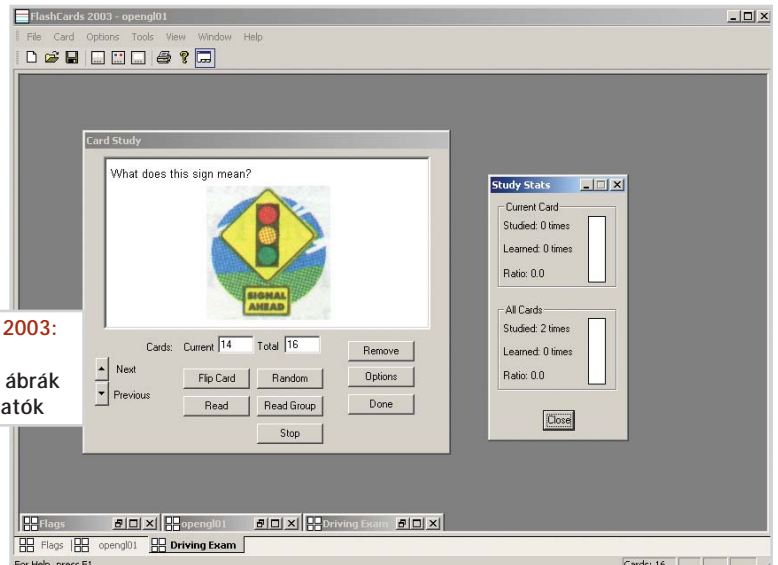 FlashCards 2003 - opengl01
File Card Options Tools View Window Help
Card Study
What does this sign mean?
SIGNAL
AHEAD
Cards: Current 14 Total 16
Remove
Next
Flip Card Random Options
Previous
Read Read Group Done
Stop
Study Stats
Current Card
Studied: 0 times
Learned: 0 times
Ratio: 0.0
All Cards
Studied: 2 times
Learned: 0 times
Ratio: 0.0
Close
2003:
ábrák
atók
Flags opengl01 Driving Exam
Flags opengl01 Driving Exam
For Help, press F1 Cards: 16